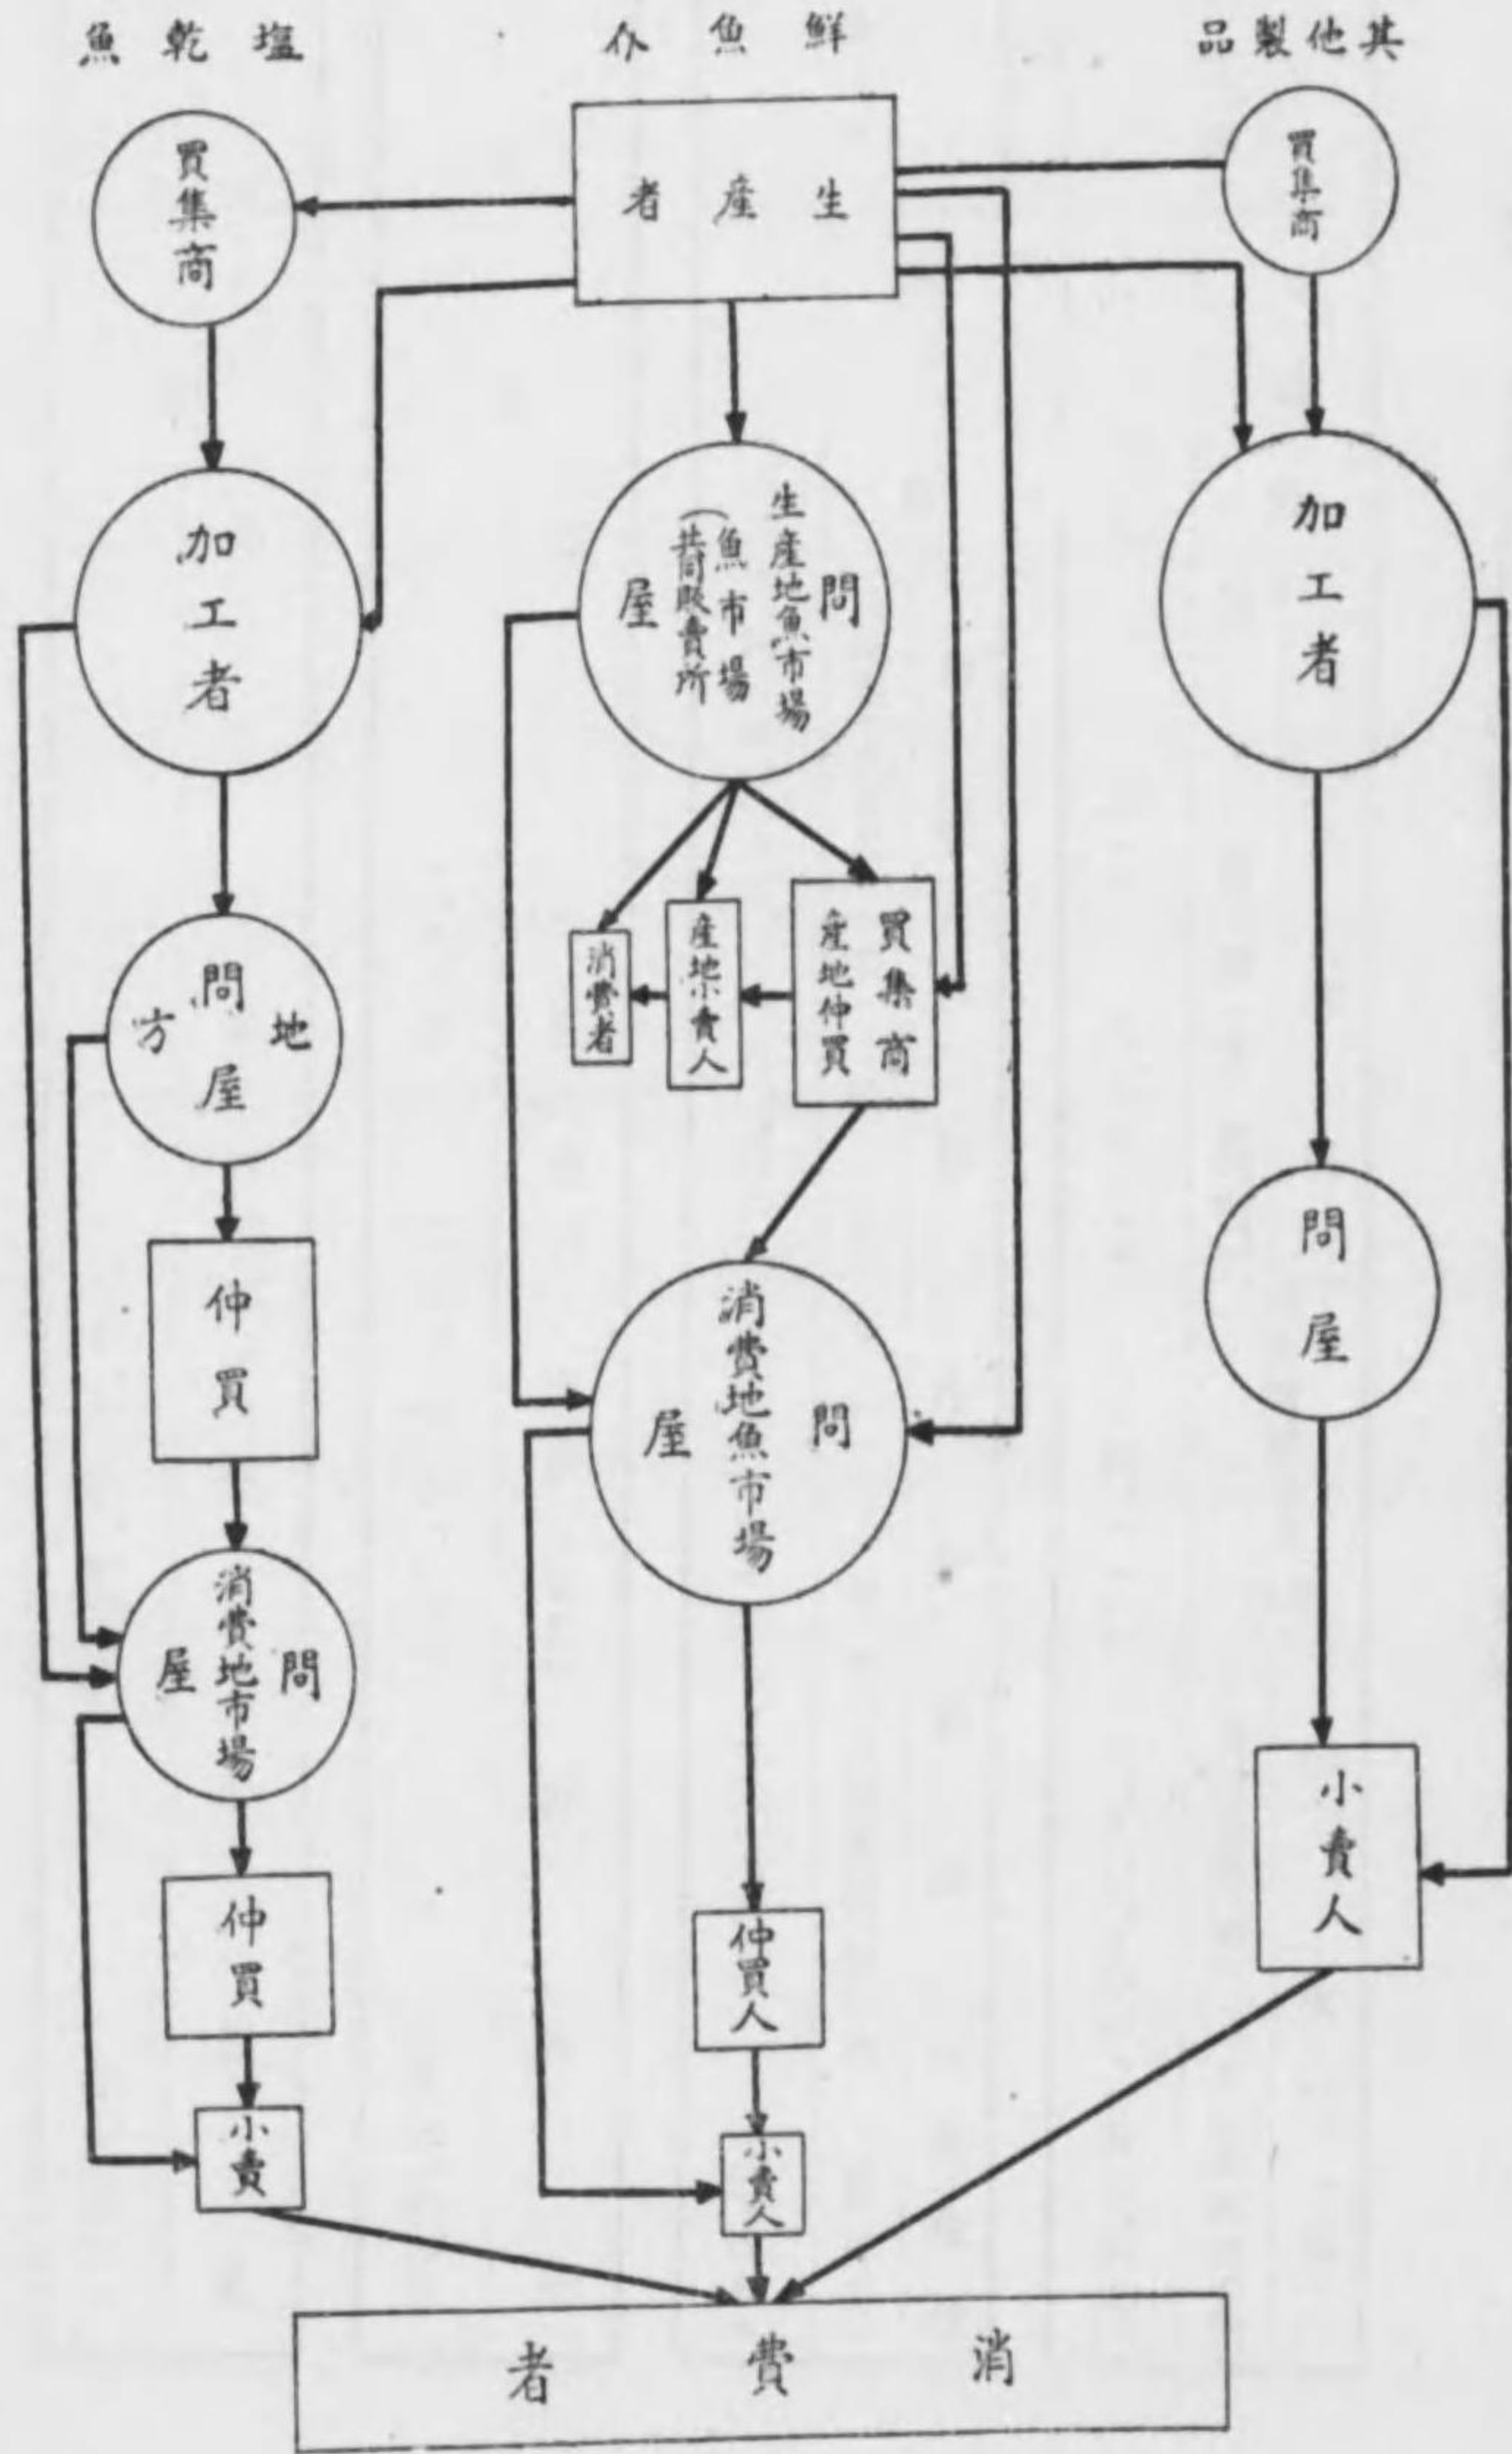 其他製品
鮮魚介
塩乾魚
買集商
生産者
買集商
加工者
問屋
生産地魚市場
(魚市場
共同販賣所
加工者
買集商
産地仲買
産地小賣人
消費者
地方
問屋
問屋
仲買
問屋
消費地魚市場
問屋
消費地市場
小賣人
仲買人
仲買
小賣人
小賣
消費者